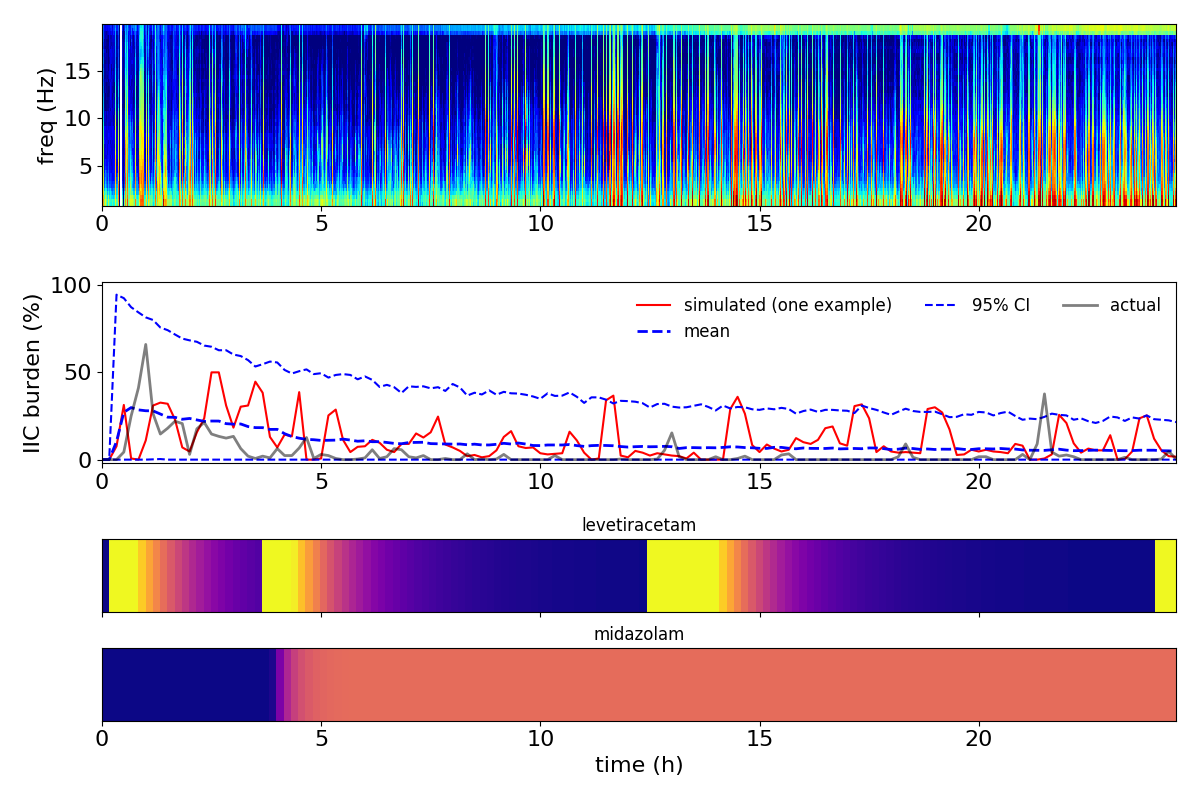 freq (Hz)
15
10
5
0 5 10 15 20
IIC burden (%)
100
50
0
simulated (one example)
mean
95% CI
actual
0 5 10 15 20
levetiracetam
midazolam
0 5 10 15 20
time (h)